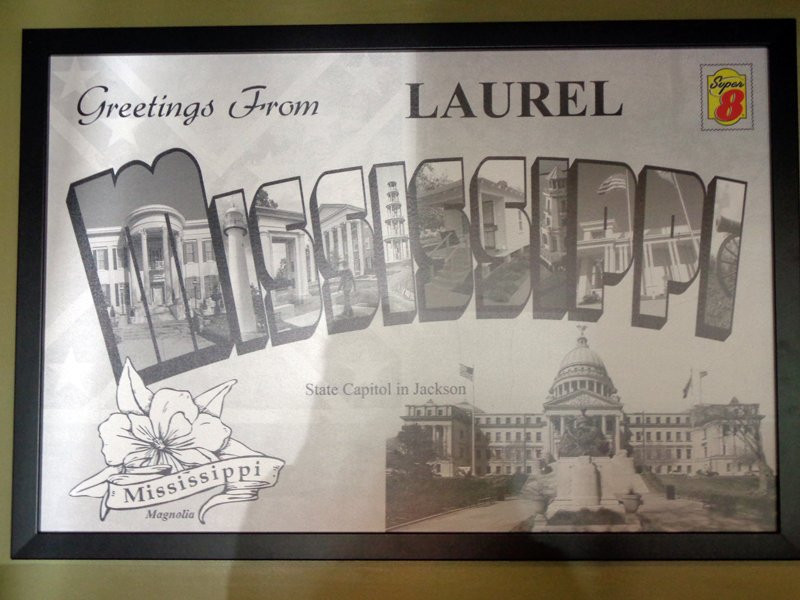 Greetings From LAUREL
Super
8
MISSISSIPPI
State Capitol in Jackson
Mississippi
Magnolia